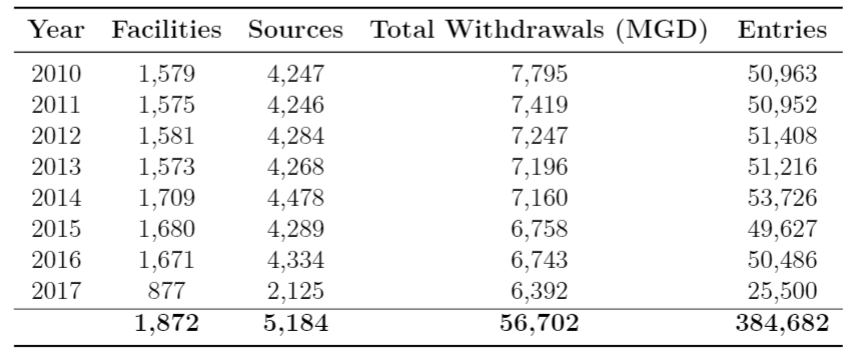 Year Facilities Sources Total Withdrawals (MGD) Entries
2010 1,579 4,247 7,795 50,963
2011 1,575 4,246 7,419 50,952
2012 1,581 4,284 7,247 51,408
2013 1,573 4,268 7,196 51,216
2014 1,709 4,478 7,160 53,726
2015 1,680 4,289 6,758 49,627
2016 1,671 4,334 6,743 50,486
2017 877 2,125 6,392 25,500
1,872 5,184 56,702 384,682